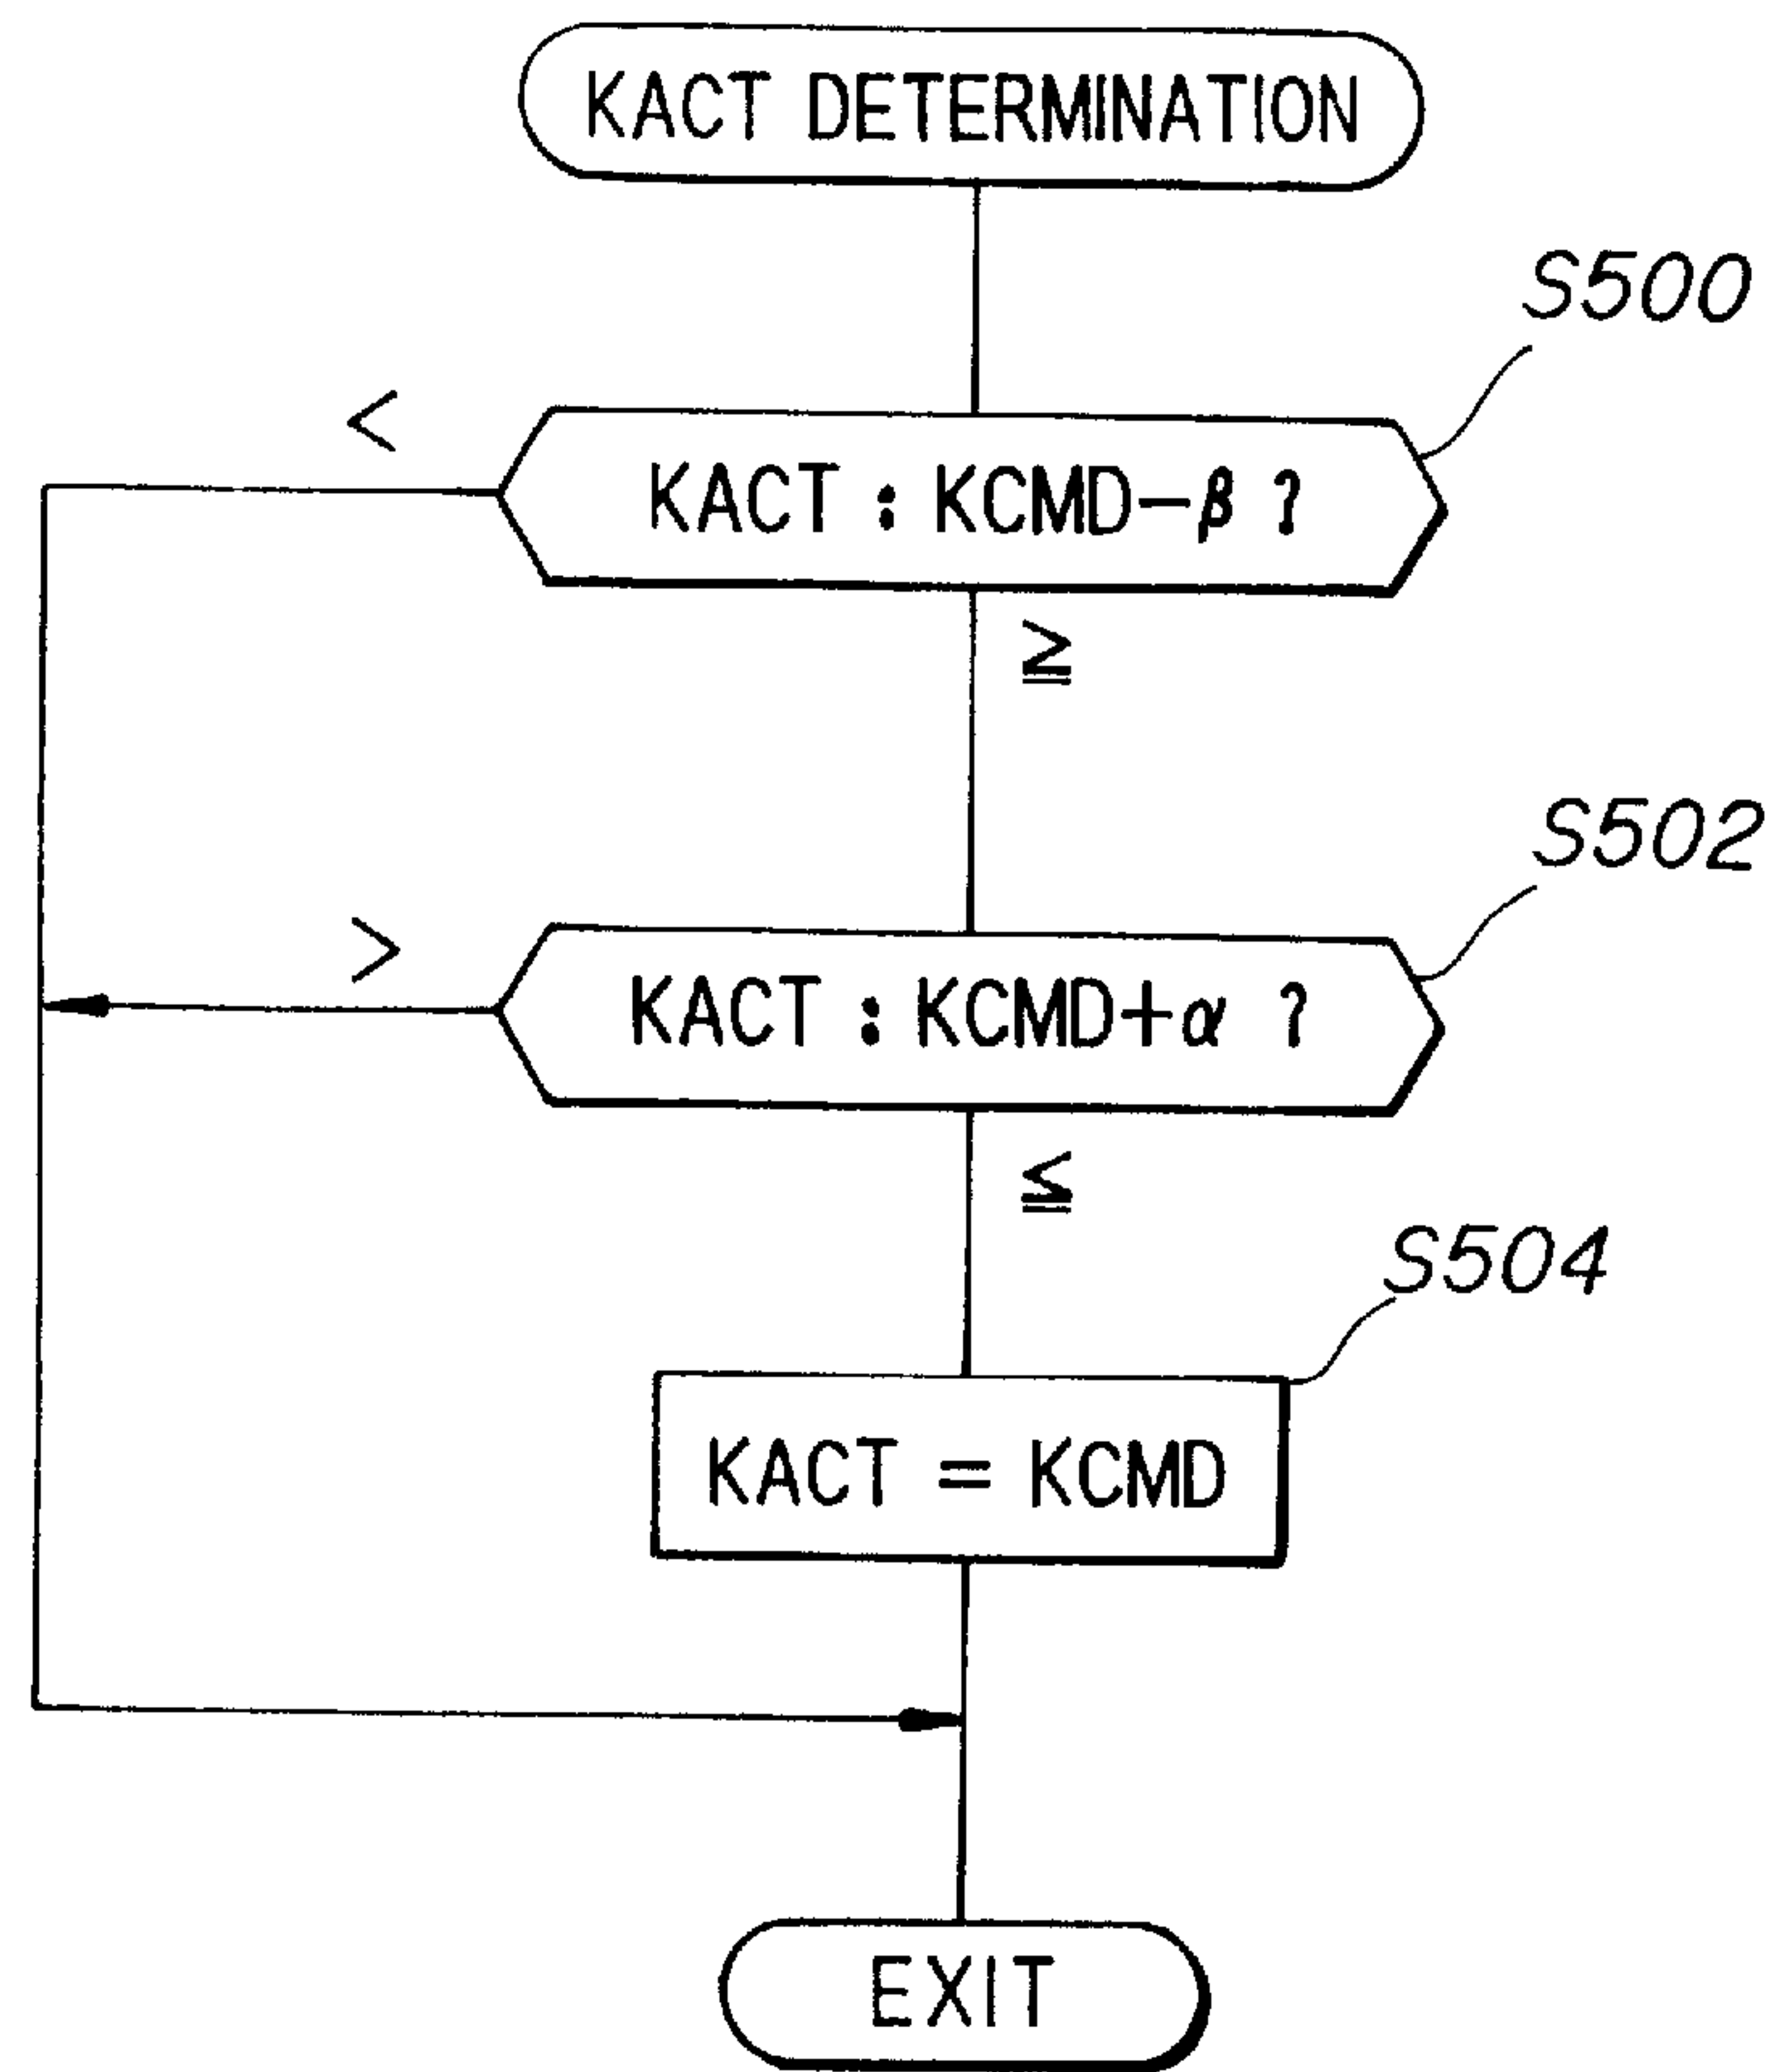 KACT DETERMINATION
S500
<
KACT : KCMD−β ?
≧
S502
>
KACT : KCMD+α ?
≦
S504
KACT = KCMD
EXIT